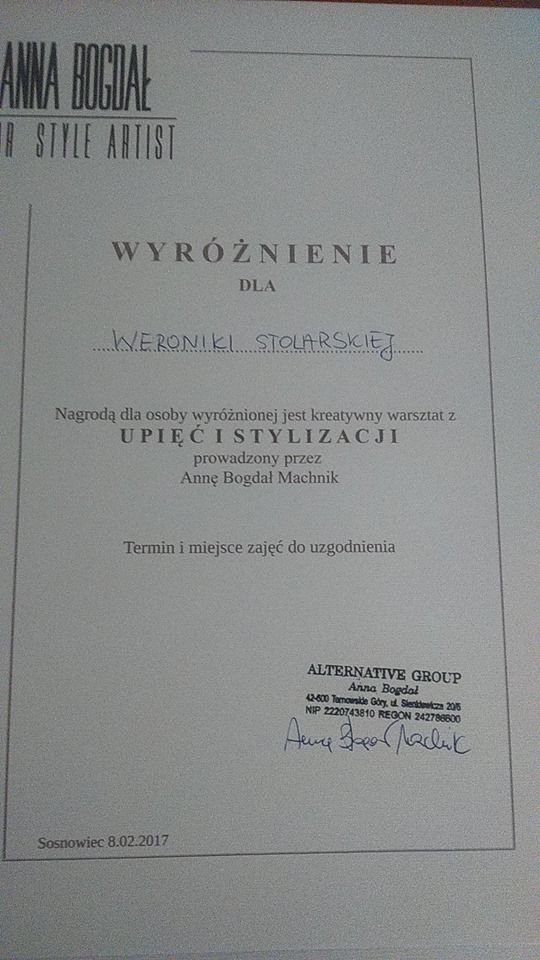 ANNA BOGDAŁ
R STYLE ARTIST
WYRÓŻNIENIE
DLA
WERONIKI STOLARSKIEJ
Nagrodą dla osoby wyróżnionej jest kreatywny warsztat z
UPIĘĆ I STYLIZACJI
prowadzony przez
Annę Bogdał Machnik
Termin i miejsce zajęć do uzgodnienia
ALTERNATIVE GROUP
Anna Bogdał
42-600 Tarnowskie Góry, ul. Sienkiewicza 20/5
NIP 2220743810 REGON 242786600
Anna Bogdał Machnik
Sosnowiec 8.02.2017